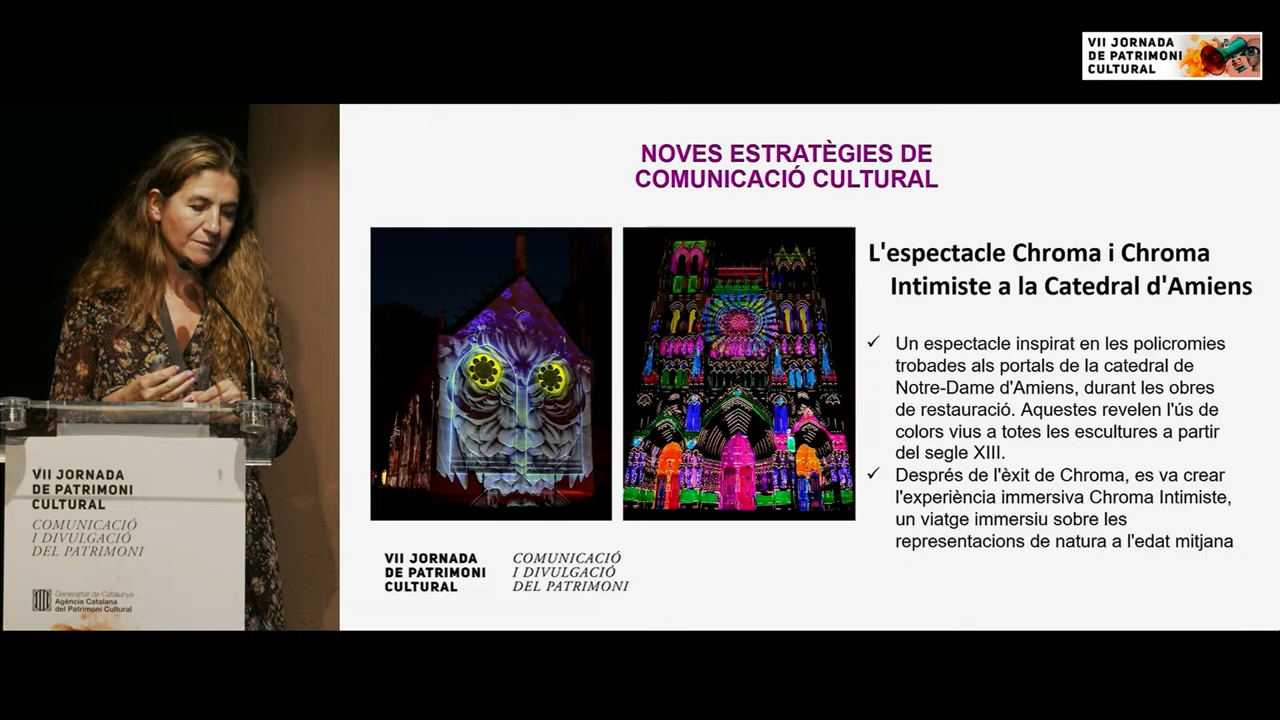 VII JORNADA
DE PATRIMONI
CULTURAL
NOVES ESTRATÈGIES DE
COMUNICACIÓ CULTURAL
L'espectacle Chroma i Chroma
Intimiste a la Catedral d'Amiens
✓ Un espectacle inspirat en les policromies
trobades als portals de la catedral de
Notre-Dame d'Amiens, durant les obres
de restauració. Aquestes revelen l'ús de
colors vius a totes les escultures a partir
del segle XIII.
✓ Després de l'èxit de Chroma, es va crear
l'experiència immersiva Chroma Intimiste,
un viatge immersiu sobre les
representacions de natura a l'edat mitjana
VII JORNADA
DE PATRIMONI
CULTURAL
COMUNICACIÓ
I DIVULGACIÓ
DEL PATRIMONI
VII JORNADA
DE PATRIMONI
CULTURAL
COMUNICACIÓ
I DIVULGACIÓ
DEL PATRIMONI
Generalitat de Catalunya
Agència Catalana
del Patrimoni Cultural